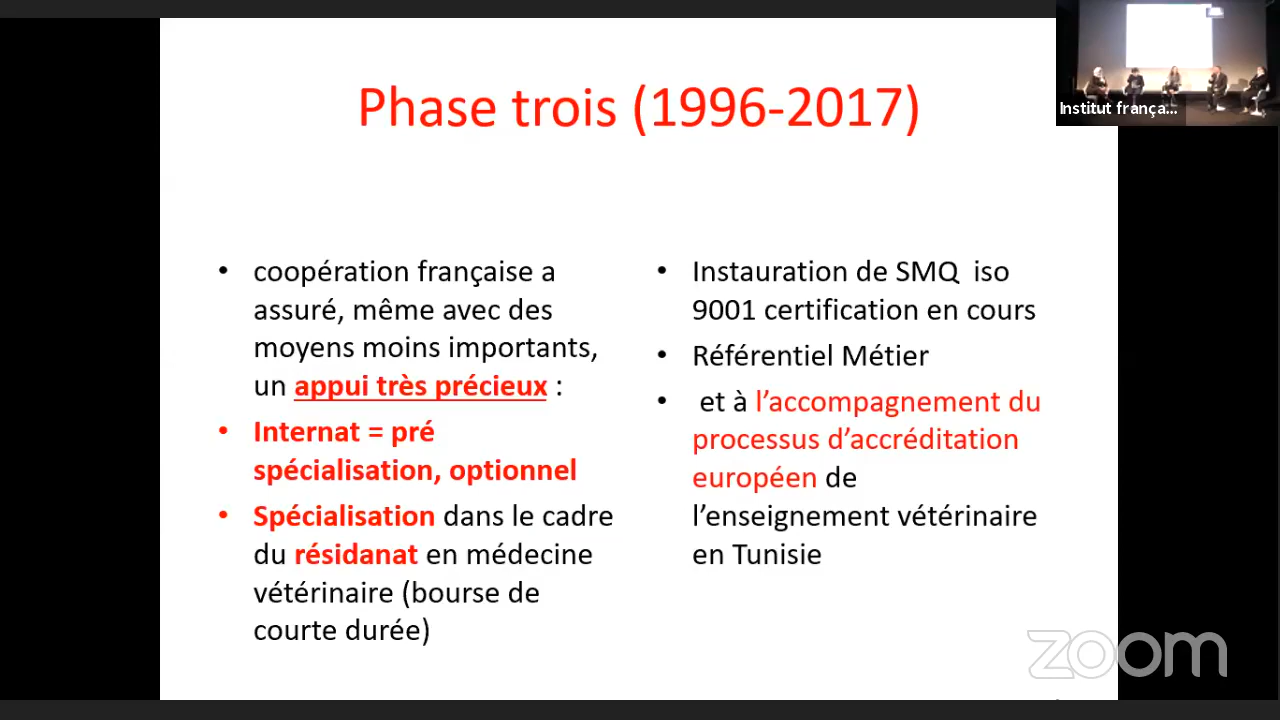 Phase trois (1996-2017)
Institut frança...
• coopération française a
assuré, même avec des
moyens moins importants,
un appui très précieux :
• Internat = pré
spécialisation, optionnel
• Spécialisation dans le cadre
du résidanat en médecine
vétérinaire (bourse de
courte durée)
• Instauration de SMQ  iso
9001 certification en cours
• Référentiel Métier
• et à l’accompagnement du
processus d’accréditation
européen de
l’enseignement vétérinaire
en Tunisie
zoom